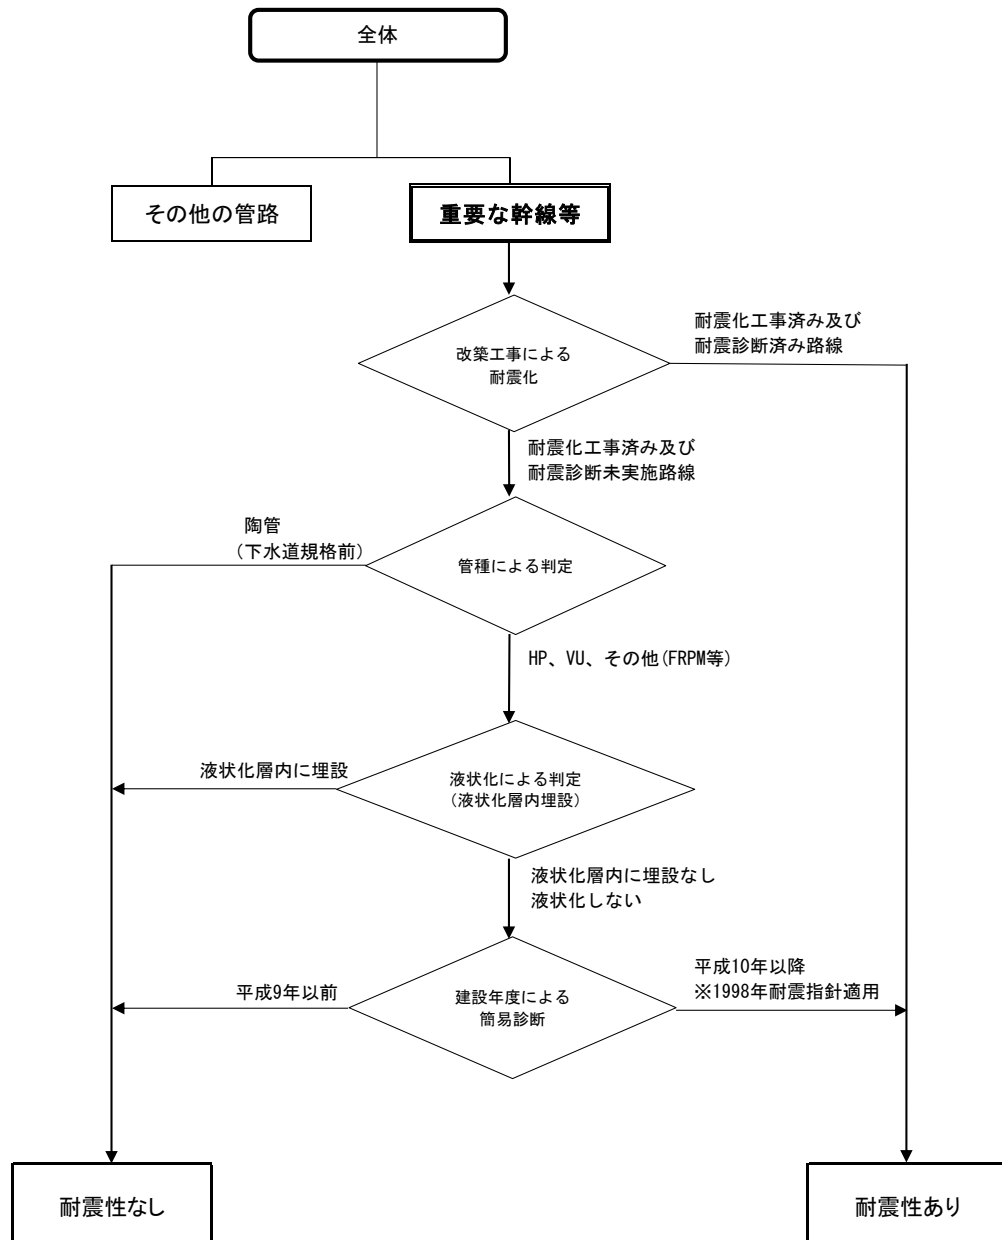 全体
その他の管路
重要な幹線等
改築工事による
耐震化
耐震化工事済み及び
耐震診断済み路線
耐震化工事済み及び
耐震診断未実施路線
陶管
（下水道規格前）
管種による判定
HP、VU、その他(FRPM等)
液状化層内に埋設
液状化による判定
（液状化層内埋設）
液状化層内に埋設なし
液状化しない
平成9年以前
建設年度による
簡易診断
平成10年以降
※1998年耐震指針適用
耐震性なし
耐震性あり